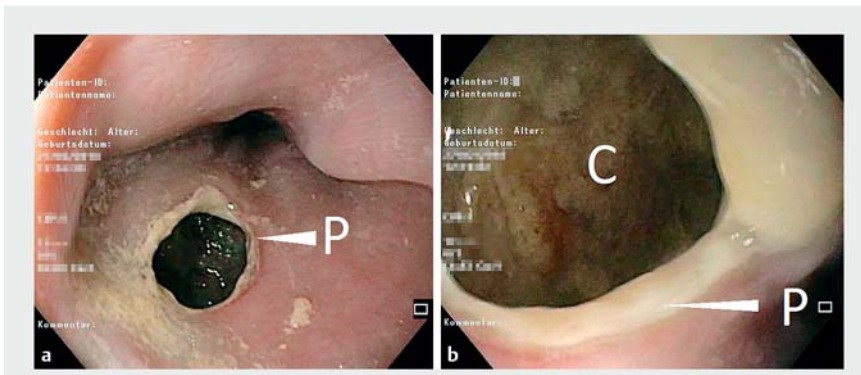 Patienten-ID:
Patientenname:
Geschlecht: Alter:
Geburtsdatum:
P
Kommentar:
a
Patienten-ID:
Patientenname:
Geschlecht: Alter:
Geburtsdatum:
C
P
Kommentar:
b